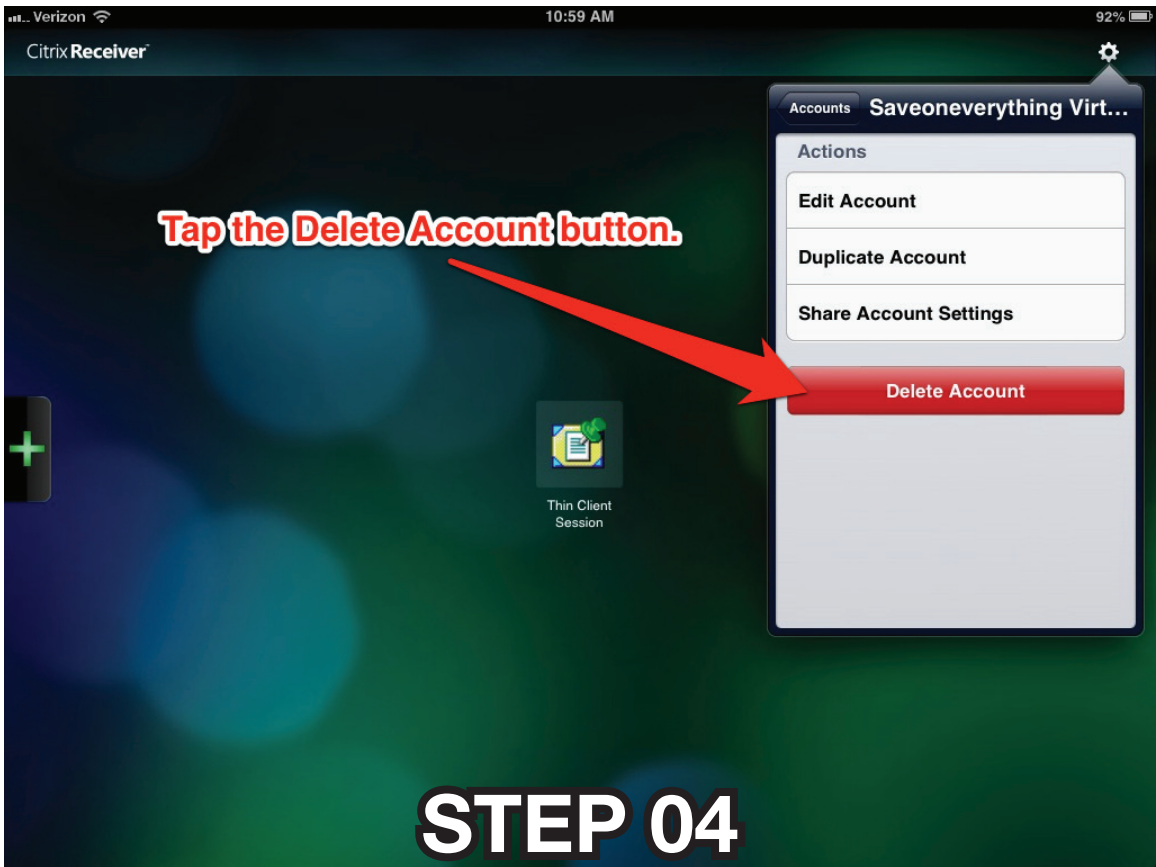 Verizon 10:59 AM 92%
Citrix Receiver
Accounts Saveoneverything Virt...
Actions
Edit Account
Tap the Delete Account button.
Duplicate Account
Share Account Settings
Delete Account
Thin Client
Session
STEP 04